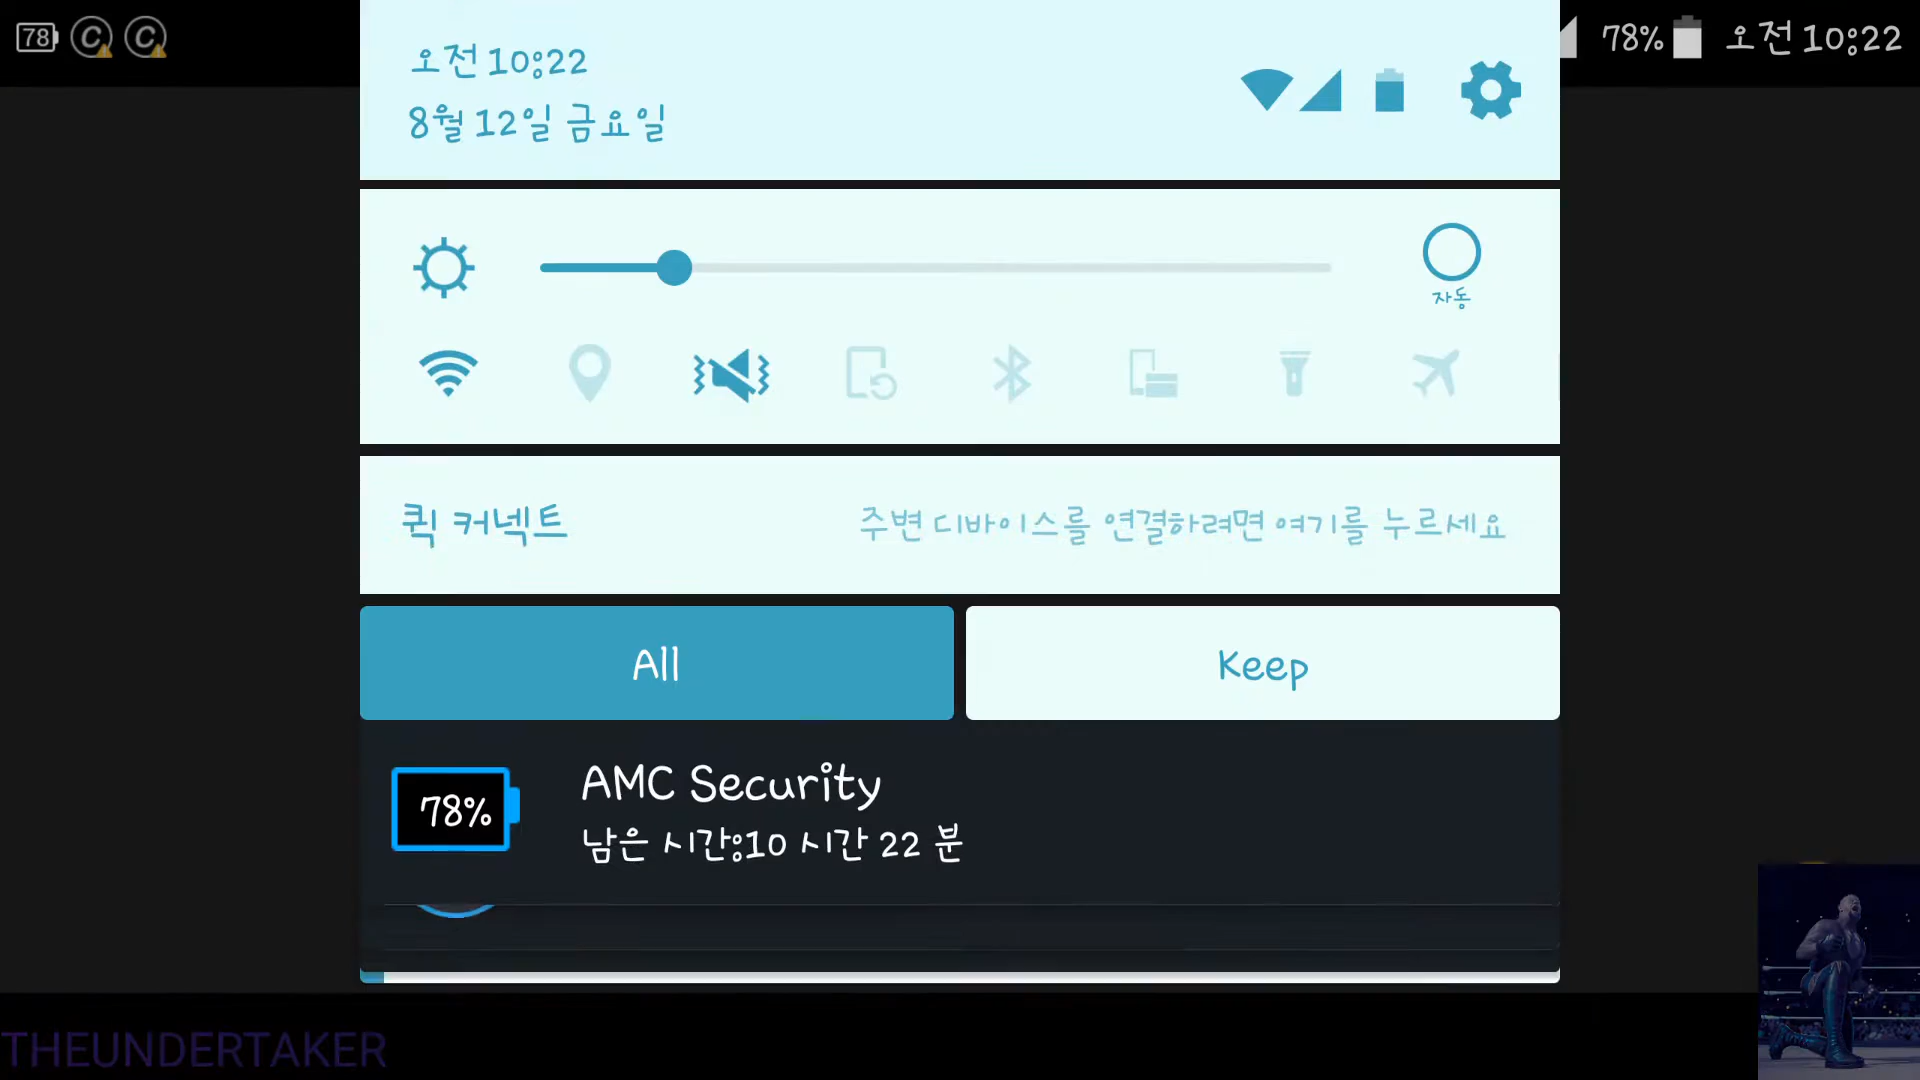 78
C
C
78%
오전 10:22
오전 10:22
8월 12일 금요일
자동
퀵 커넥트
주변 디바이스를 연결하려면 여기를 누르세요
All
Keep
78%
AMC Security
남은 시간:10 시간 22 분
THEUNDERTAKER